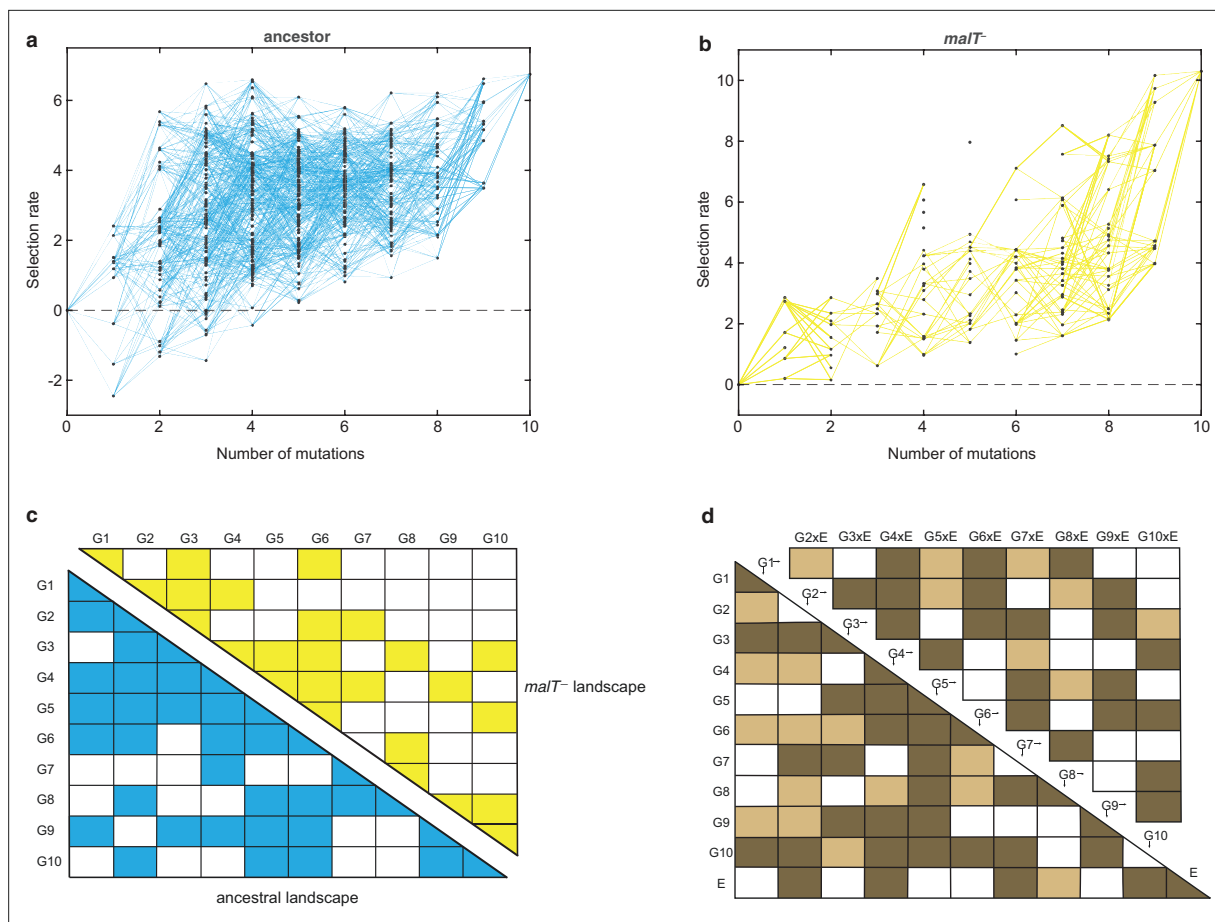 a
ancestor
Selection rate
6
4
2
0
-2
0 2 4 6 8 10
Number of mutations
b
malT-
Selection rate
10
8
6
4
2
0
0 2 4 6 8 10
Number of mutations
c
G1 G2 G3 G4 G5 G6 G7 G8 G9 G10
G1
G2
G3
G4
G5
G6
G7
G8
G9
G10
malT- landscape
ancestral landscape
d
G2xE G3xE G4xE G5xE G6xE G7xE G8xE G9xE G10xE
G1→
↓
G2→
↓
G3→
↓
G4→
↓
G5→
↓
G6→
↓
G7→
↓
G8→
↓
G9→
↓
G10
↓
E
G1
G2
G3
G4
G5
G6
G7
G8
G9
G10
E